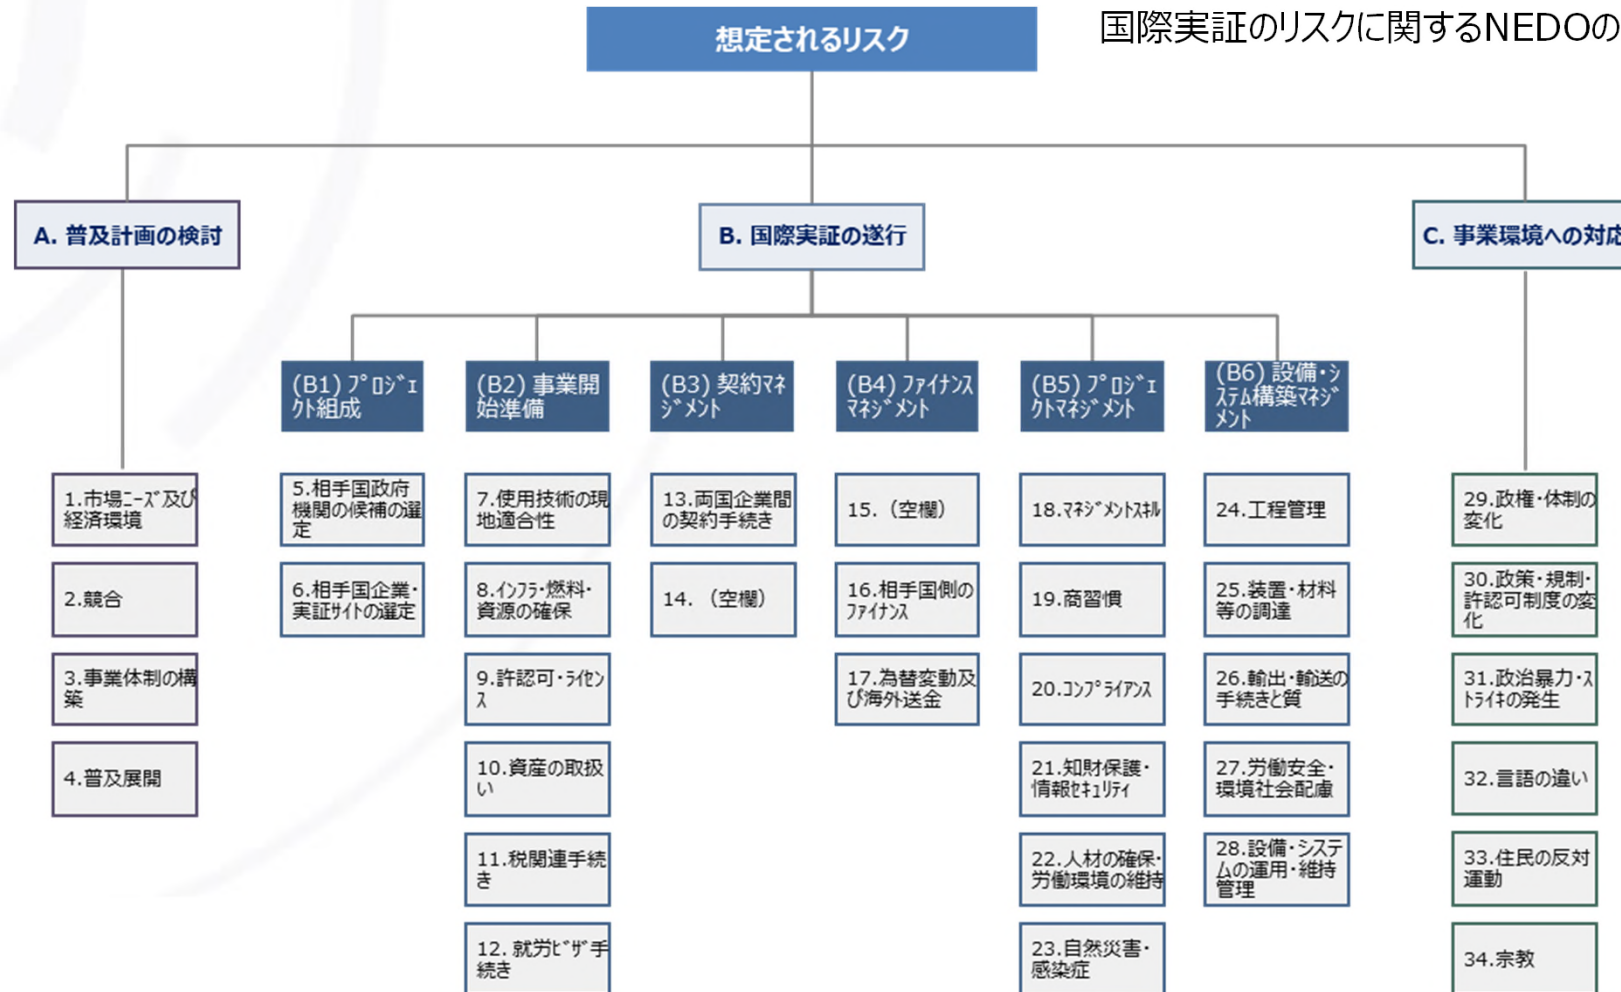 国際実証のリスクに関するNEDOの
想定されるリスク
A. 普及計画の検討
B. 国際実証の遂行
C. 事業環境への対応
(B1) ﾌﾟﾛｼﾞｪ
ｸﾄ組成
(B2) 事業開
始準備
(B3) 契約ﾏﾈ
ｼﾞﾒﾝﾄ
(B4) ﾌｧｲﾅﾝｽ
ﾏﾈｼﾞﾒﾝﾄ
(B5) ﾌﾟﾛｼﾞｪ
ｸﾄﾏﾈｼﾞﾒﾝﾄ
(B6) 設備・ｼ
ｽﾃﾑ構築ﾏﾈｼﾞ
ﾒﾝﾄ
1.市場ﾆｰｽﾞ及び
経済環境
2.競合
3.事業体制の構
築
4.普及展開
5.相手国政府
機関の候補の選
定
6.相手国企業・
実証ｻｲﾄの選定
7.使用技術の現
地適合性
8.ｲﾝﾌﾗ・燃料・
資源の確保
9.許認可・ﾗｲｾﾝ
ｽ
10.資産の取扱
い
11.税関連手続
き
12. 就労ﾋﾞｻﾞ手
続き
13.両国企業間
の契約手続き
14. （空欄）
15. （空欄）
16.相手国側の
ﾌｧｲﾅﾝｽ
17.為替変動及
び海外送金
18.ﾏﾈｼﾞﾒﾝﾄｽｷﾙ
19.商習慣
20.ｺﾝﾌﾟﾗｲｱﾝｽ
21.知財保護・
情報ｾｷｭﾘﾃｨ
22.人材の確保・
労働環境の維持
23.自然災害・
感染症
24.工程管理
25.装置・材料
等の調達
26.輸出・輸送の
手続きと質
27.労働安全・
環境社会配慮
28.設備・システ
ムの運用・維持
管理
29.政権・体制の
変化
30.政策・規制・
許認可制度の変
化
31.政治暴力・ｽ
ﾄﾗｲｷの発生
32.言語の違い
33.住民の反対
運動
34.宗教